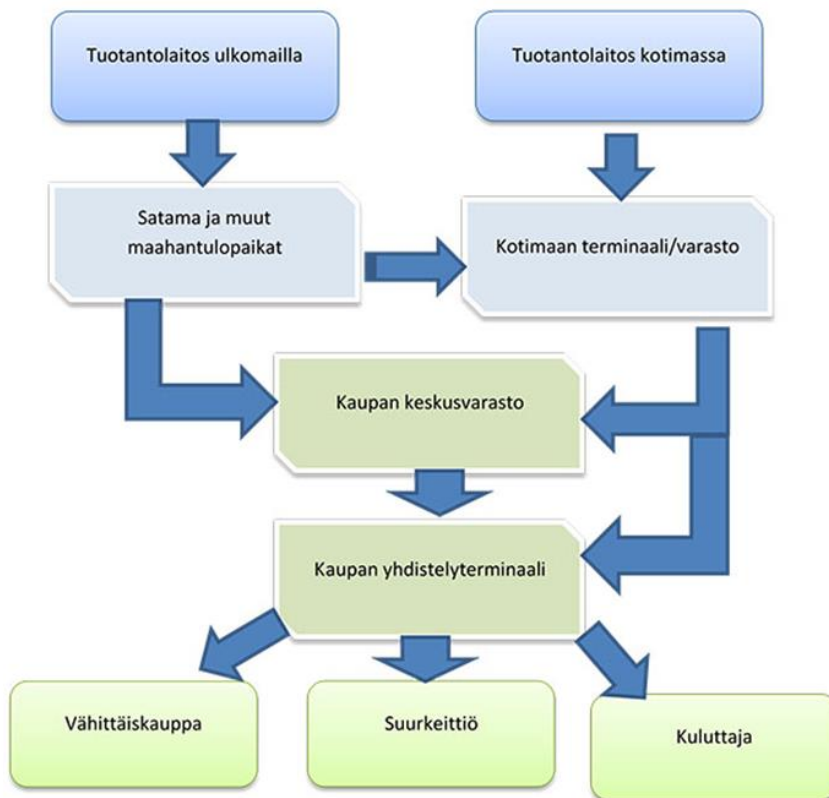 Tuotantolaitos ulkomailla
Tuotantolaitos kotimassa
Satama ja muut
maahantulopaikat
Kotimaan terminaali/varasto
Kaupan keskusvarasto
Kaupan yhdistelyterminaali
Vähittäiskauppa
Suurkeittiö
Kuluttaja